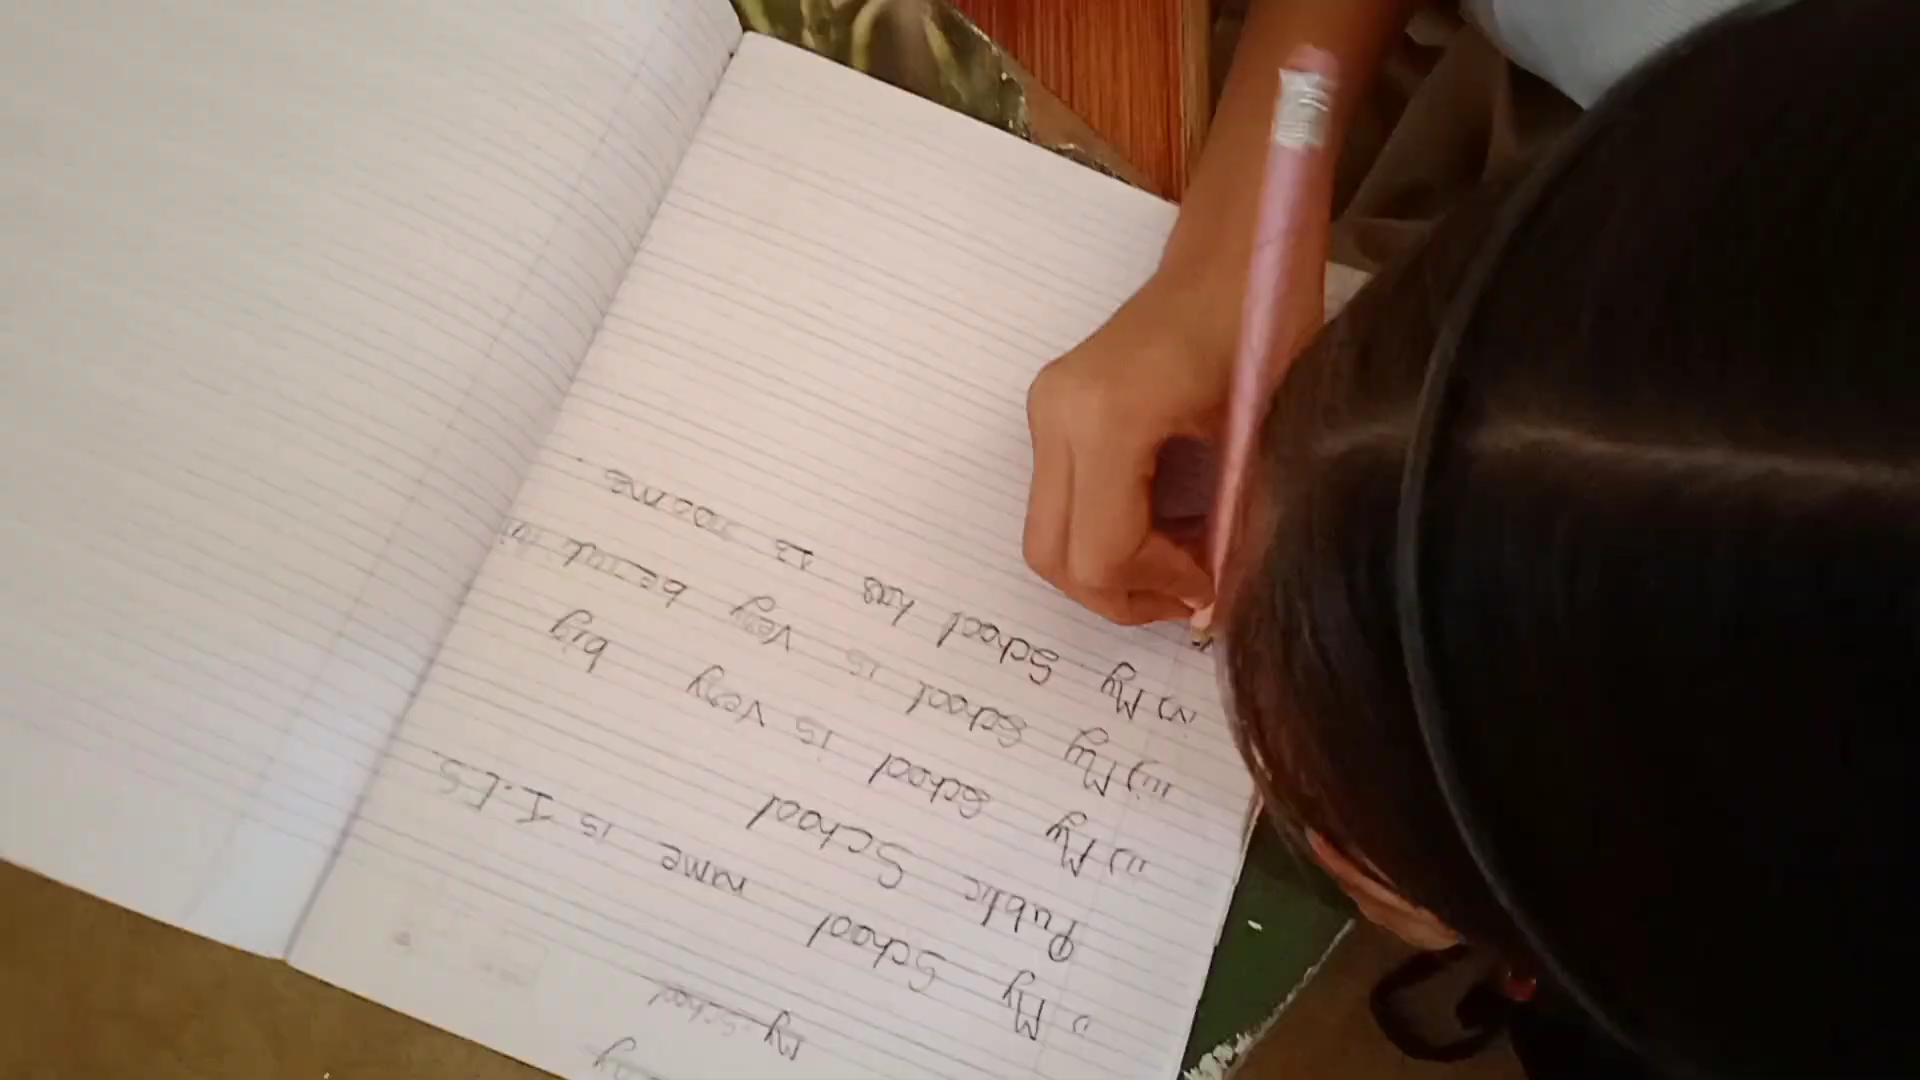 My School
i) My School name is I.E.S
Public School
ii) My School is very big
iii) My School is very
iv) My School has 13 rooms.